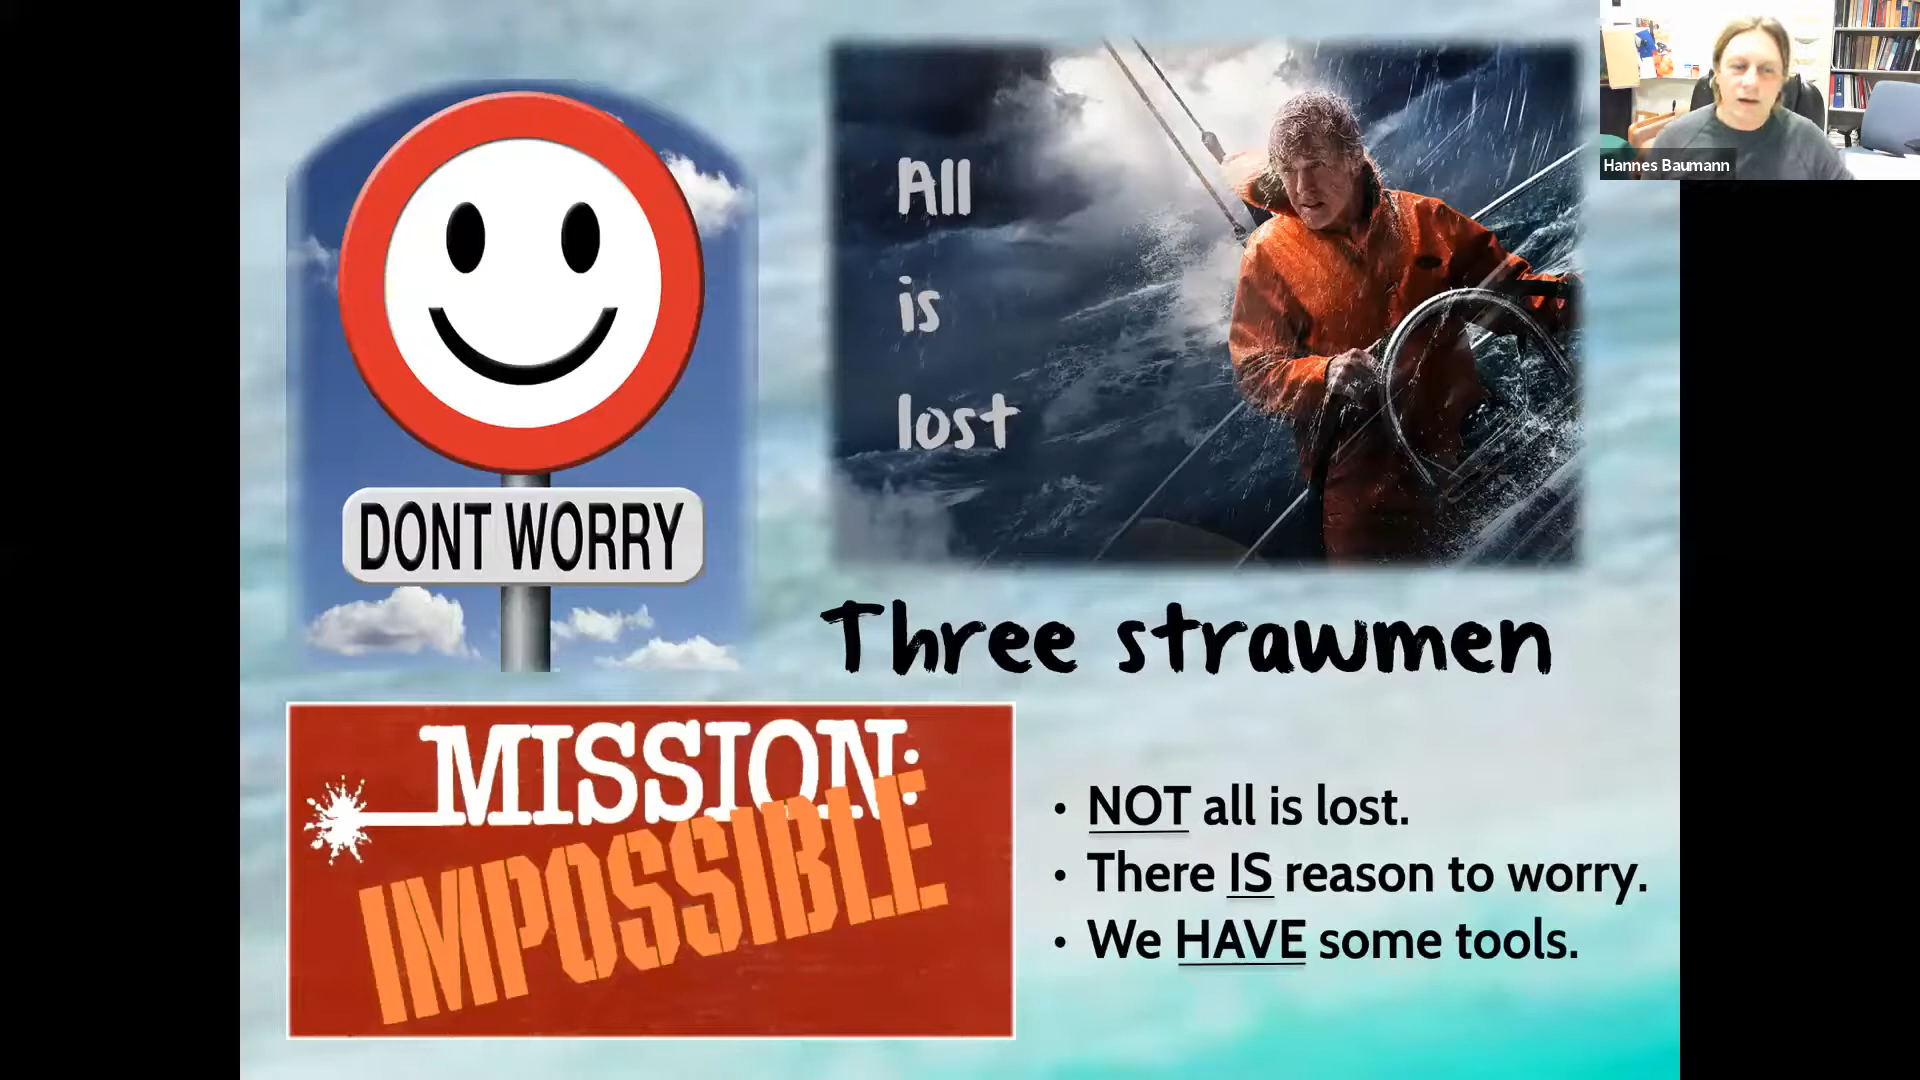 All
is
lost
DONT WORRY
Three strawmen
MISSION:
IMPOSSIBLE
• NOT all is lost.
• There IS reason to worry.
• We HAVE some tools.
Hannes Baumann